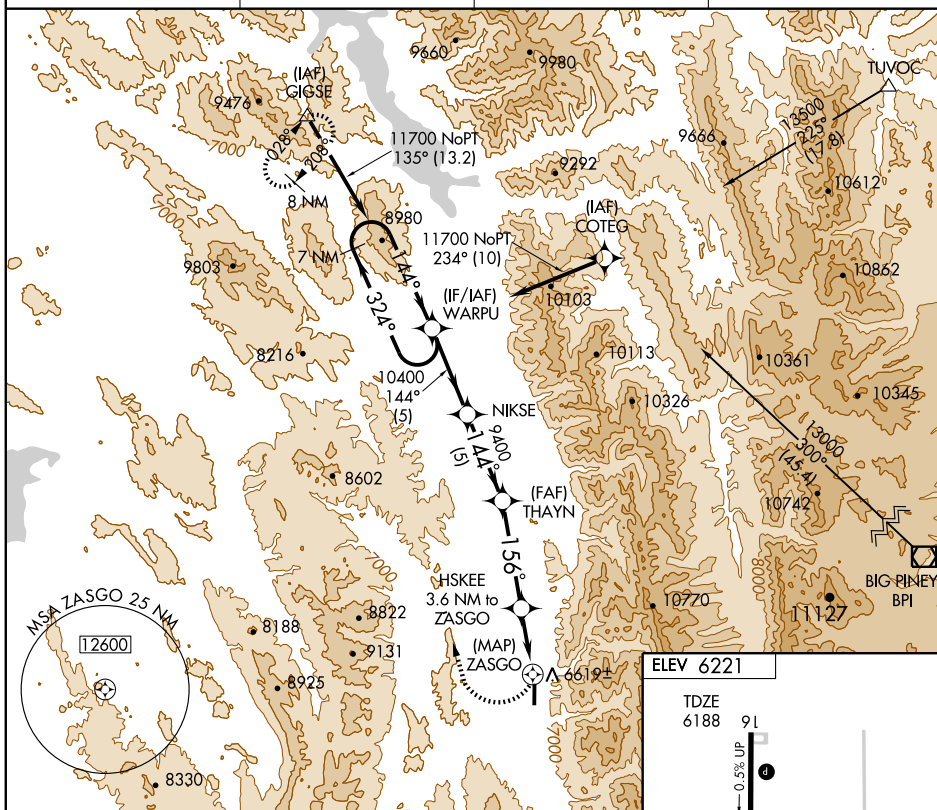 9660
9980
TUVOC
(IAF)
GIGSE
9476
028°
208°
11700 NoPT
135° (13.2)
13500
225°
(17.8)
9666
7000
8 NM
9292
10612
(IAF)
COTEG
8980
7 NM
11700 NoPT
234° (10)
144°
9803
324°
10103
10862
(IF/IAF)
WARPU
7000
8216
10113
10361
10400
144°
(5)
10326
10345
NIKSE
9400
144°
(5)
13000
300°
(45.4)
8602
(FAF)
THAYN
10742
156°
HSKEE
3.6 NM to
ZASGO
BIG PINEY
BPI
MSA ZASGO 25 NM
12600
8188
8822
10770
11127
9131
(MAP)
ZASGO
6619±
8925
ELEV 6221
TDZE
6188
16
0.5% UP
P
7000
8330